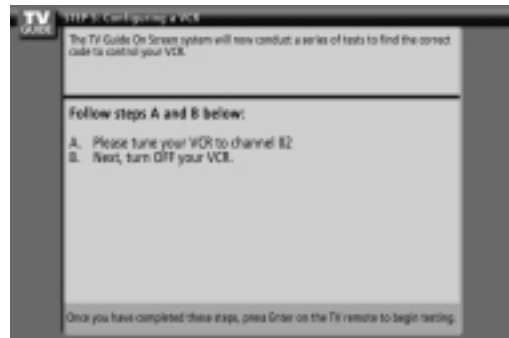 TV
GUIDE
STEP 5: Configuring a VCR
The TV Guide On Screen system will now conduct a series of tests to find the correct
code to control your VCR.
Follow steps A and B below:
A. Please tune your VCR to channel 02
B. Next, turn OFF your VCR.
Once you have completed these steps, press Enter on the TV remote to begin testing.